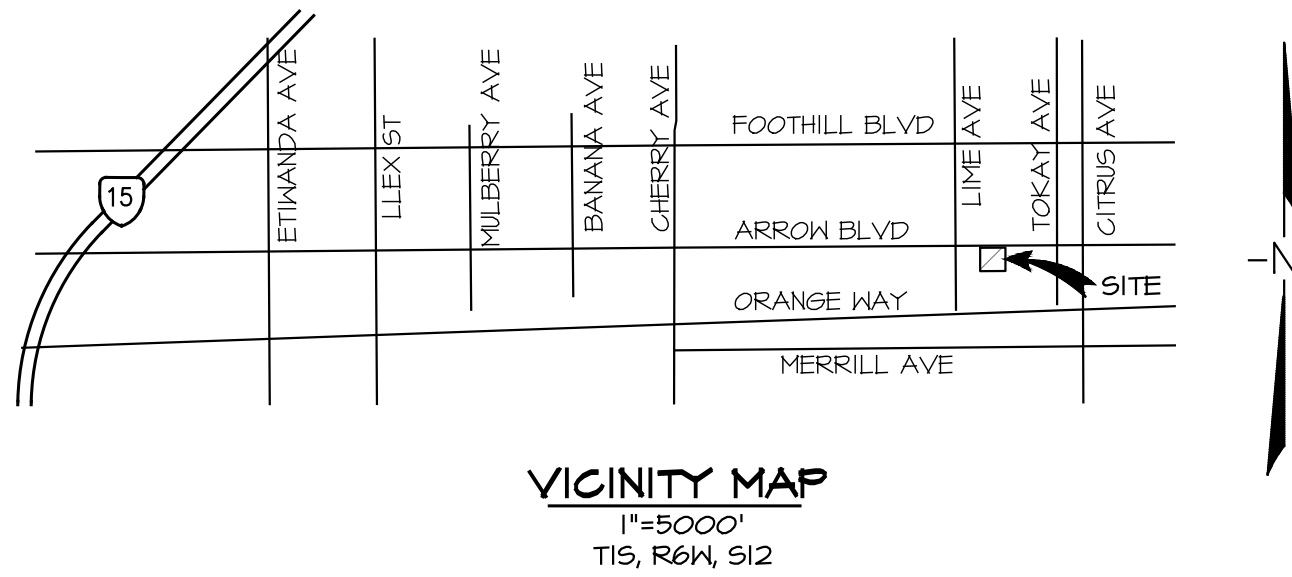 ETIWANDA AVE
LLEX ST
MULBERRY AVE
BANANA AVE
CHERRY AVE
FOOTHILL BLVD
LIME AVE
TOKAY AVE
CITRUS AVE
15
ARROW BLVD
N
SITE
ORANGE WAY
MERRILL AVE
VICINITY MAP
1"=5000'
T1S, R6W, S12